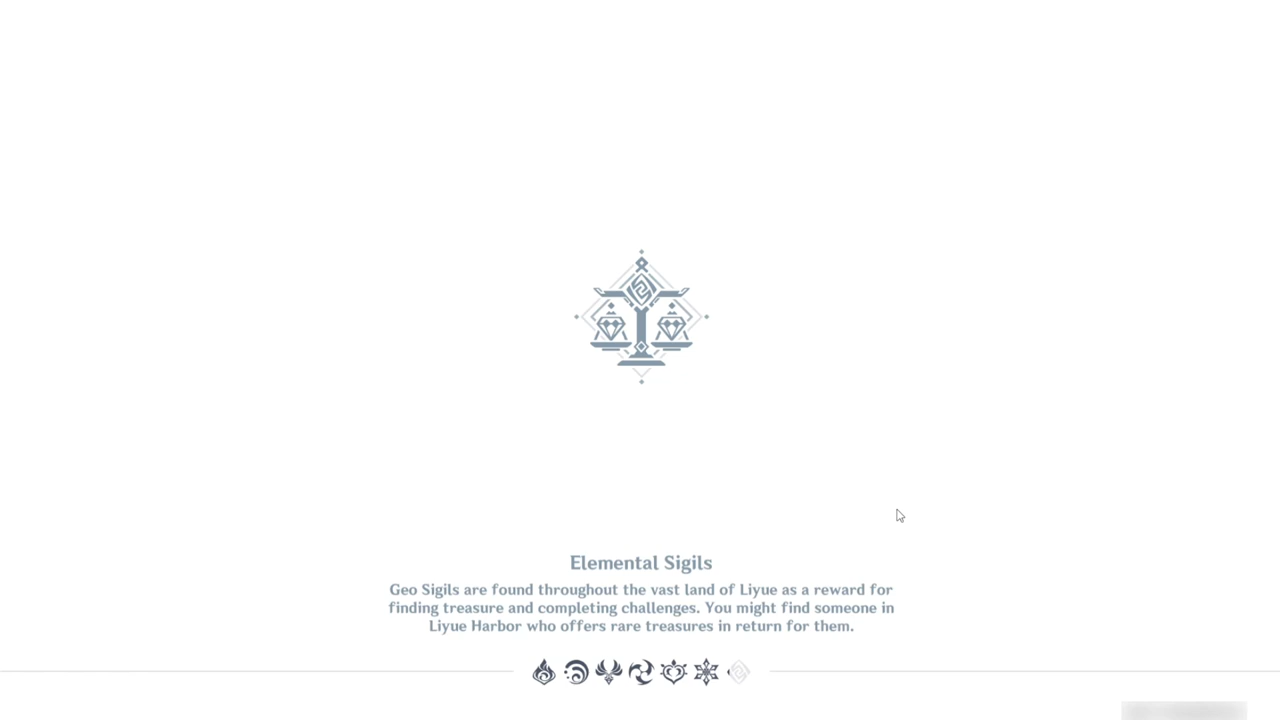 Elemental Sigils
Geo Sigils are found throughout the vast land of Liyue as a reward for
finding treasure and completing challenges. You might find someone in
Liyue Harbor who offers rare treasures in return for them.